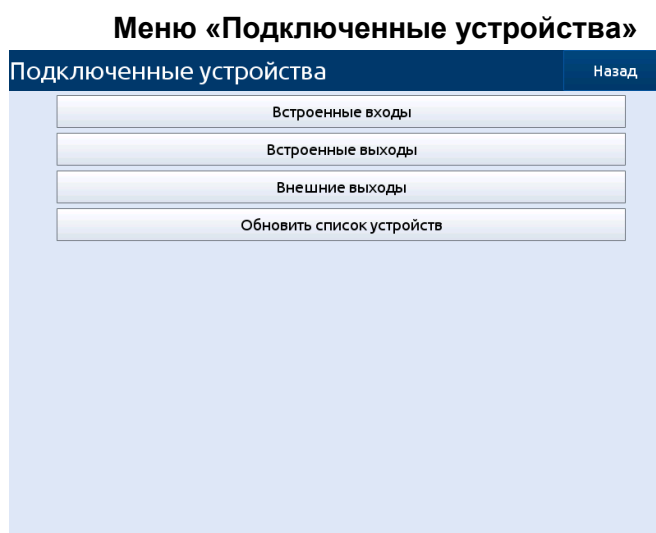 Меню «Подключенные устройства»
Подключенные устройства
Назад
Встроенные входы
Встроенные выходы
Внешние выходы
Обновить список устройств